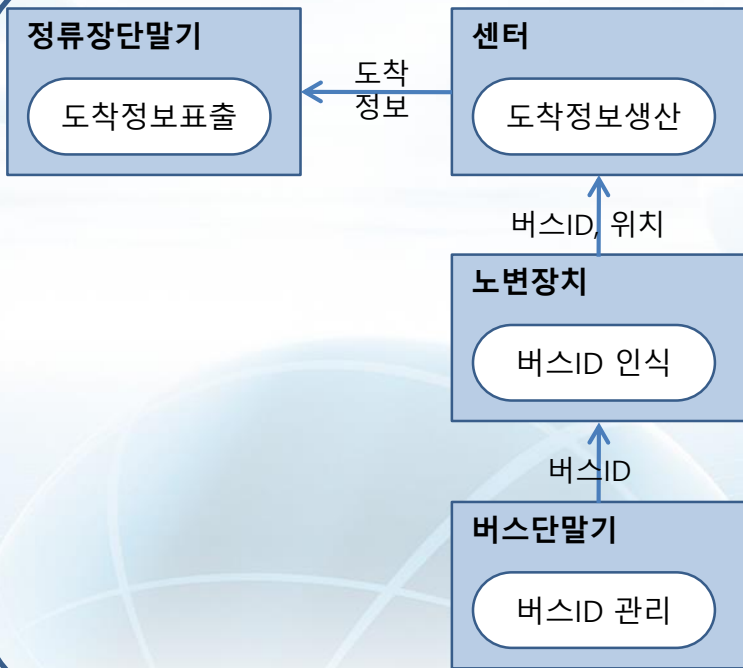 정류장단말기
도착정보표출
도착
정보
센터
도착정보생산
버스ID, 위치
노변장치
버스ID 인식
버스ID
버스단말기
버스ID 관리